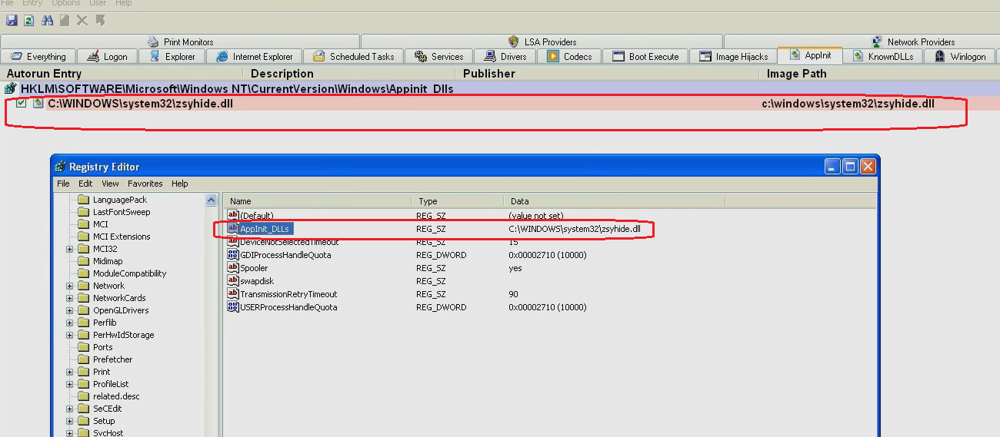 File Entry Options User Help
Print Monitors LSA Providers Network Providers
Everything Logon Explorer Internet Explorer Scheduled Tasks Services Drivers Codecs Boot Execute Image Hijacks AppInit KnownDLLs Winlogon
Autorun Entry Description Publisher Image Path
HKLM\SOFTWARE\Microsoft\Windows NT\CurrentVersion\Windows\Appinit_Dlls
C:\WINDOWS\system32\zsyhide.dll c:\windows\system32\zsyhide.dll
Registry Editor
File Edit View Favorites Help
LanguagePack
LastFontSweep
MCI
MCI Extensions
MCI32
Midimap
ModuleCompatibility
Network
NetworkCards
OpenGLDrivers
Perflib
PerHwIdStorage
Ports
Prefetcher
Print
ProfileList
related.desc
SeCEdit
Setup
SvcHost
Name Type Data
(Default) REG_SZ (value not set)
AppInit_DLLs REG_SZ C:\WINDOWS\system32\zsyhide.dll
DeviceNotSelectedTimeout REG_SZ 15
GDIProcessHandleQuota REG_DWORD 0x00002710 (10000)
Spooler REG_SZ yes
swapdisk REG_SZ
TransmissionRetryTimeout REG_SZ 90
USERProcessHandleQuota REG_DWORD 0x00002710 (10000)